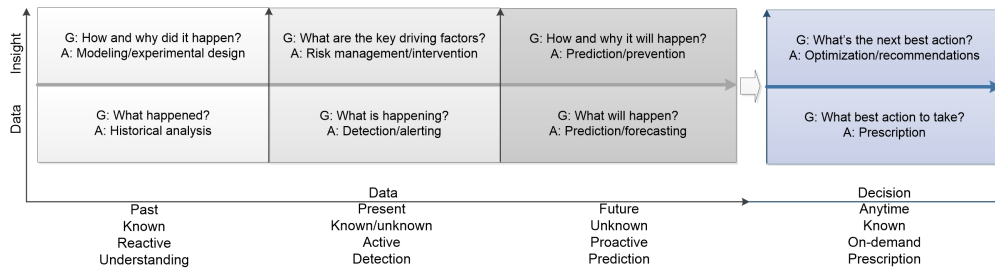 Insight
G: How and why did it happen?
A: Modeling/experimental design
G: What are the key driving factors?
A: Risk management/intervention
G: How and why it will happen?
A: Prediction/prevention
G: What's the next best action?
A: Optimization/recommendations
Data
G: What happened?
A: Historical analysis
G: What is happening?
A: Detection/alerting
G: What will happen?
A: Prediction/forecasting
G: What best action to take?
A: Prescription
Data
Decision
Past
Known
Reactive
Understanding
Present
Known/unknown
Active
Detection
Future
Unknown
Proactive
Prediction
Anytime
Known
On-demand
Prescription